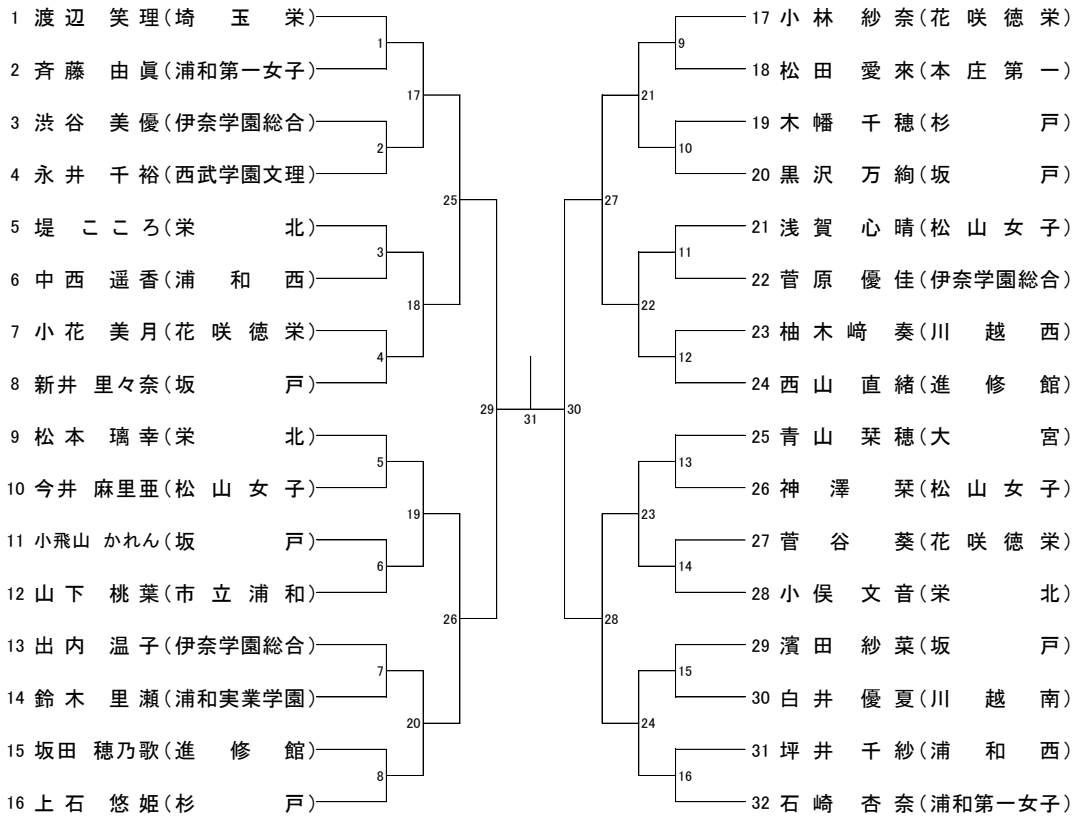 1 渡辺 笑理(埼玉栄)
2 斉藤 由眞(浦和第一女子)
3 渋谷 美優(伊奈学園総合)
4 永井 千裕(西武学園文理)
5 堤 こころ(栄北)
6 中西 遥香(浦和西)
7 小花 美月(花咲徳栄)
8 新井 里々奈(坂戸)
9 松本 璃幸(栄北)
10 今井 麻里亜(松山女子)
11 小飛山 かれん(坂戸)
12 山下 桃葉(市立浦和)
13 出内 温子(伊奈学園総合)
14 鈴木 里瀬(浦和実業学園)
15 坂田 穂乃歌(進修館)
16 上石 悠姫(杉戸)
1
2
3
4
5
6
7
8
17
18
19
20
25
26
29
31
30
27
28
21
22
23
24
9
10
11
12
13
14
15
16
17 小林 紗奈(花咲徳栄)
18 松田 愛來(本庄第一)
19 木幡 千穂(杉戸)
20 黒沢 万絢(坂戸)
21 浅賀 心晴(松山女子)
22 菅原 優佳(伊奈学園総合)
23 柚木﨑 奏(川越西)
24 西山 直緒(進修館)
25 青山 栞穂(大宮)
26 神澤 栞(松山女子)
27 菅谷 葵(花咲徳栄)
28 小俣 文音(栄北)
29 濱田 紗菜(坂戸)
30 白井 優夏(川越南)
31 坪井 千紗(浦和西)
32 石崎 杏奈(浦和第一女子)